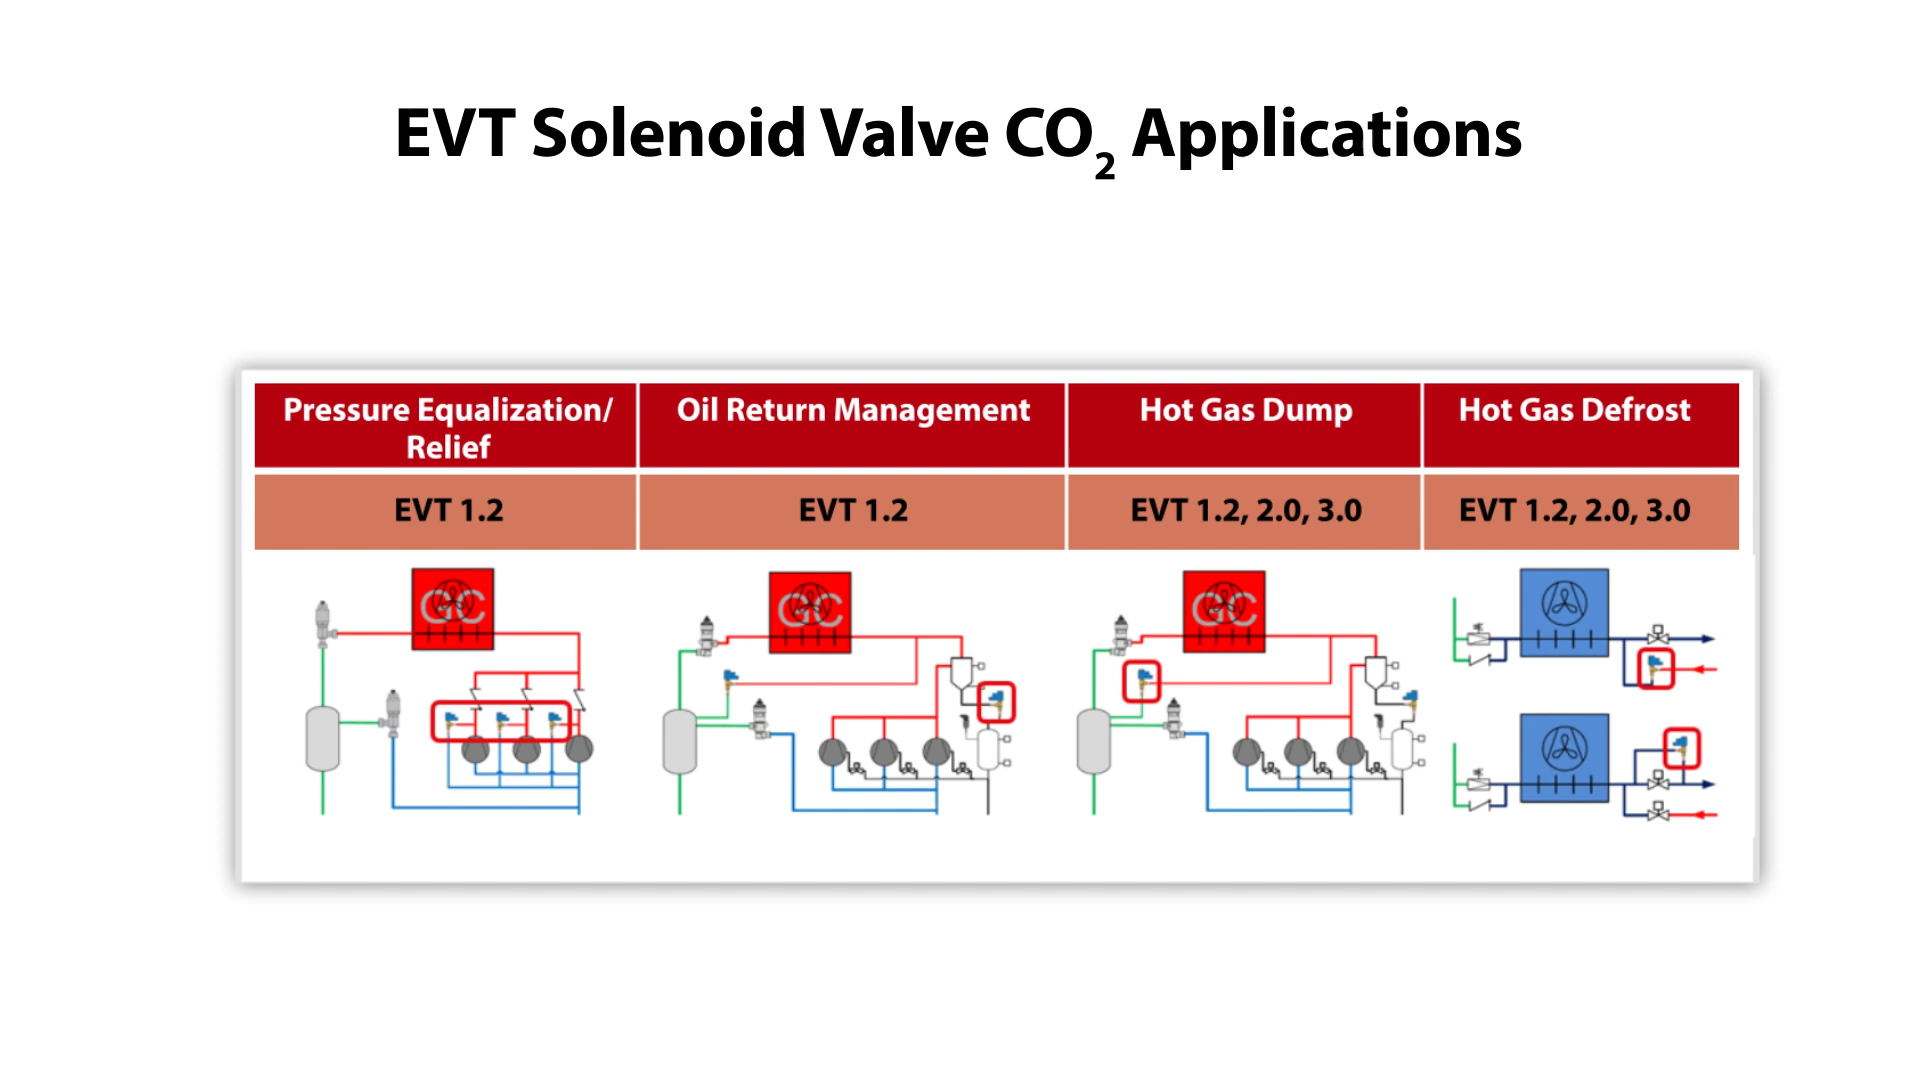 EVT Solenoid Valve CO₂ Applications
Pressure Equalization/
Relief
Oil Return Management
Hot Gas Dump
Hot Gas Defrost
EVT 1.2
EVT 1.2
EVT 1.2, 2.0, 3.0
EVT 1.2, 2.0, 3.0
GC
GC
GC